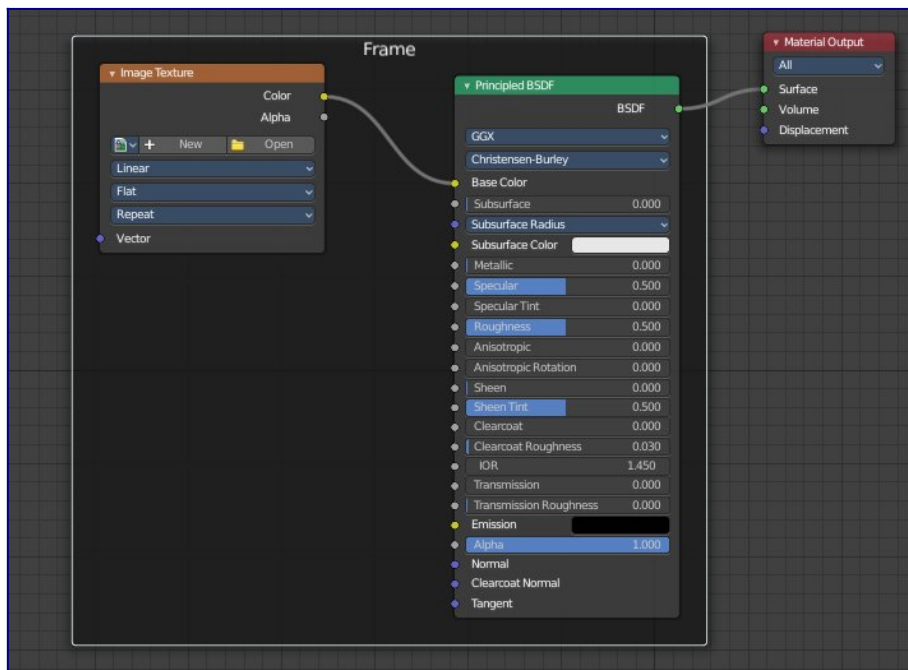 Frame
Image Texture
Color
Alpha
New Open
Linear
Flat
Repeat
Vector
Principled BSDF
BSDF
GGX
Christensen-Burley
Base Color
Subsurface 0.000
Subsurface Radius
Subsurface Color
Metallic 0.000
Specular 0.500
Specular Tint 0.000
Roughness 0.500
Anisotropic 0.000
Anisotropic Rotation 0.000
Sheen 0.000
Sheen Tint 0.500
Clearcoat 0.000
Clearcoat Roughness 0.030
IOR 1.450
Transmission 0.000
Transmission Roughness 0.000
Emission
Alpha 1.000
Normal
Clearcoat Normal
Tangent
Material Output
All
Surface
Volume
Displacement